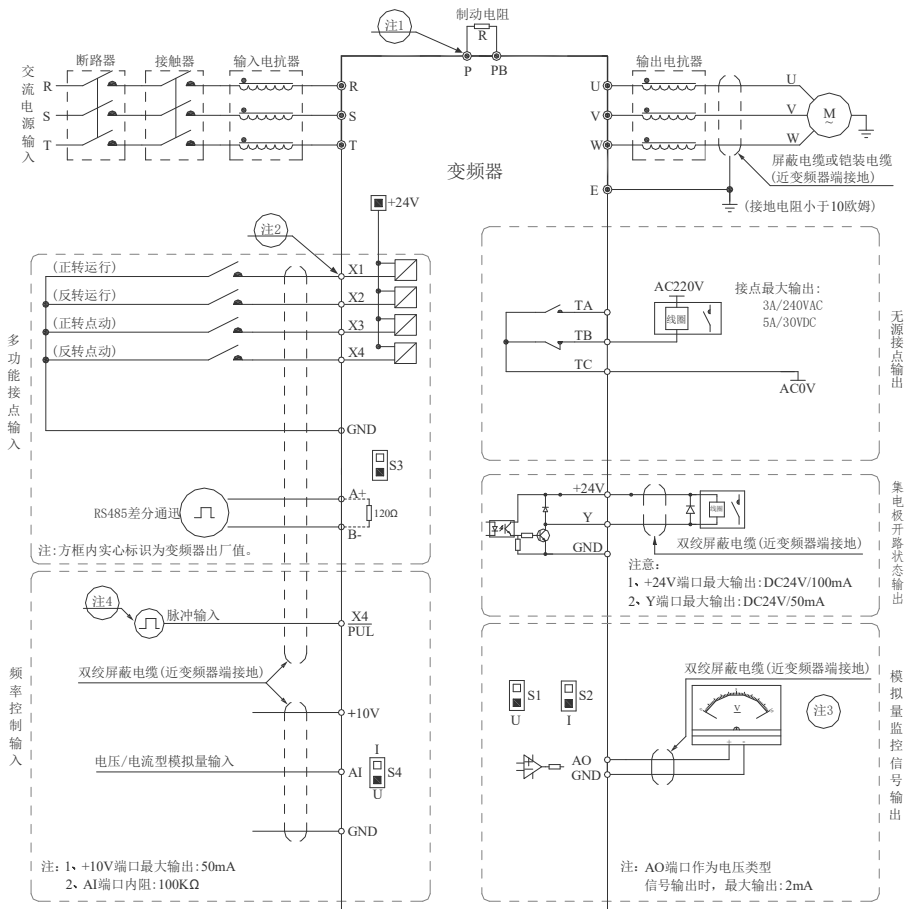 注1
制动电阻
R
P
PB
断路器
接触器
输入电抗器
输出电抗器
交流电源输入
R
S
T
R
S
T
U
V
W
U
V
W
M
~
屏蔽电缆或铠装电缆
(近变频器端接地)
变频器
E
(接地电阻小于10欧姆)
+24V
注2
多功能接点输入
(正转运行)
X1
(反转运行)
X2
(正转点动)
X3
(反转点动)
X4
GND
S3
A+
RS485差分通迅
120Ω
B-
注:方框内实心标识为变频器出厂值。
AC220V
接点最大输出:
3A/240VAC
5A/30VDC
线圈
TA
TB
TC
AC0V
无源接点输出
+24V
Y
GND
线圈
双绞屏蔽电缆(近变频器端接地)
注意:
1、+24V端口最大输出:DC24V/100mA
2、Y端口最大输出:DC24V/50mA
集电极开路状态输出
频率控制输入
注4
脉冲输入
X4
PUL
双绞屏蔽电缆(近变频器端接地)
+10V
电压/电流型模拟量输入
AI
I
S4
U
GND
注: 1、+10V端口最大输出:50mA
2、AI端口内阻:100KΩ
双绞屏蔽电缆(近变频器端接地)
S1
U
S2
I
V
注3
AO
GND
+
-
注: AO端口作为电压类型
信号输出时, 最大输出:2mA
模拟量监控信号输出